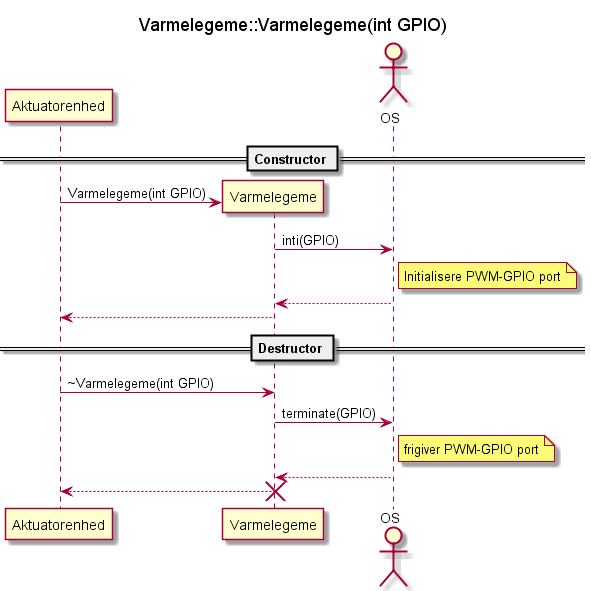 Varmelegeme::Varmelegeme(int GPIO)
Aktuatorenhed
OS
Constructor
Varmelegeme(int GPIO)
Varmelegeme
inti(GPIO)
Initialisere PWM-GPIO port
Destructor
~Varmelegeme(int GPIO)
terminate(GPIO)
frigiver PWM-GPIO port
Aktuatorenhed
Varmelegeme
OS